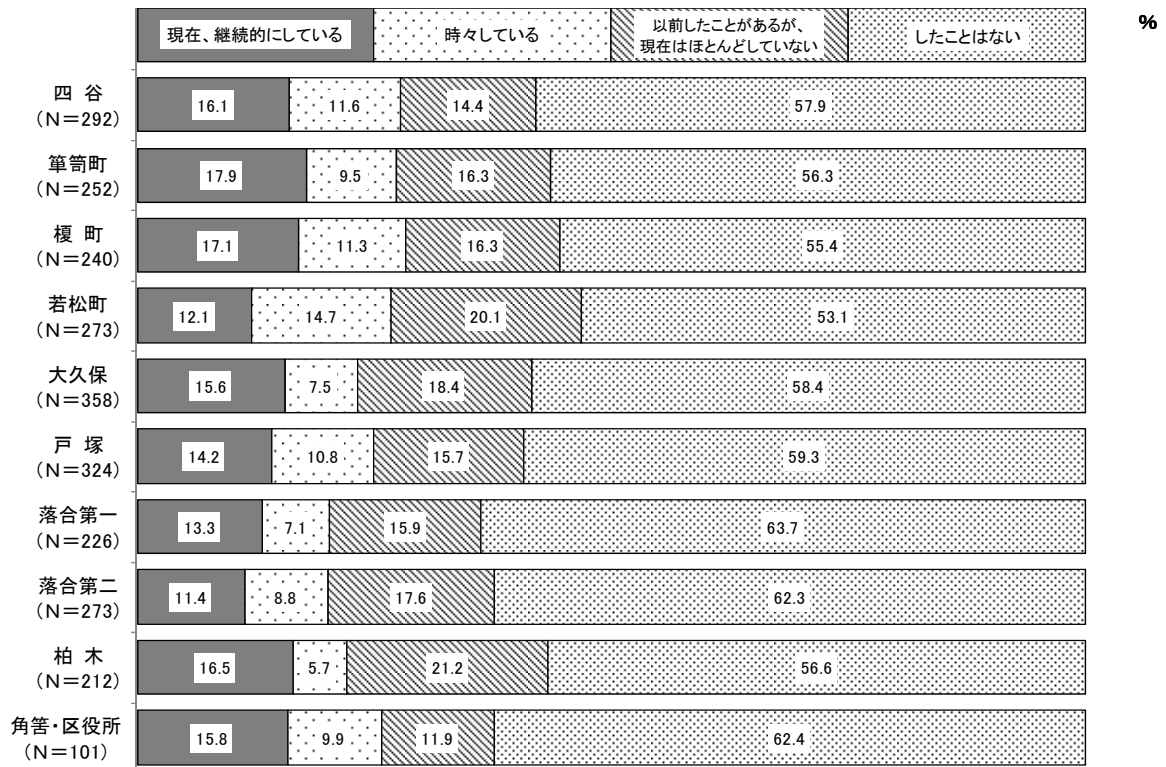 現在、継続的にしている 時々している 以前したことがあるが、 したことはない %
現在はほとんどしていない
四 谷
(N=292)
16.1 11.6 14.4 57.9
箪笥町
(N=252)
17.9 9.5 16.3 56.3
榎 町
(N=240)
17.1 11.3 16.3 55.4
若松町
(N=273)
12.1 14.7 20.1 53.1
大久保
(N=358)
15.6 7.5 18.4 58.4
戸 塚
(N=324)
14.2 10.8 15.7 59.3
落合第一
(N=226)
13.3 7.1 15.9 63.7
落合第二
(N=273)
11.4 8.8 17.6 62.3
柏 木
(N=212)
16.5 5.7 21.2 56.6
角筈・区役所
(N=101)
15.8 9.9 11.9 62.4